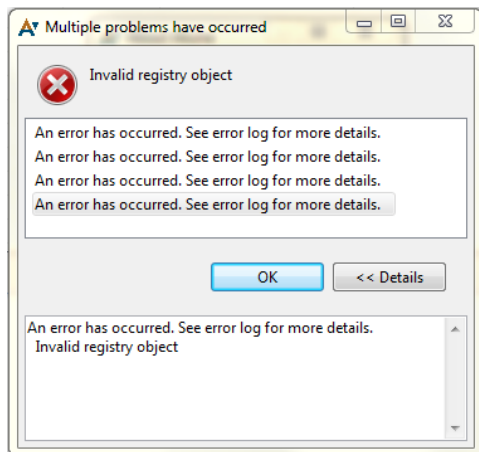 Multiple problems have occurred
Invalid registry object
An error has occurred. See error log for more details.
An error has occurred. See error log for more details.
An error has occurred. See error log for more details.
An error has occurred. See error log for more details.
OK
<< Details
An error has occurred. See error log for more details.
Invalid registry object